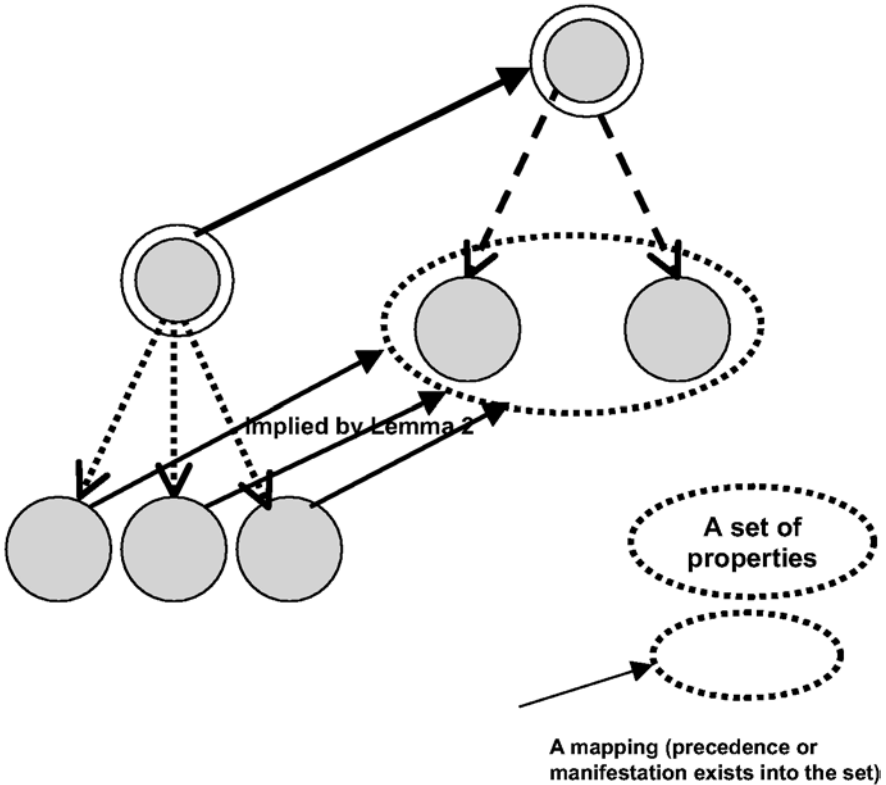 Implied by Lemma 2
A set of
properties
A mapping (precedence or
manifestation exists into the set)